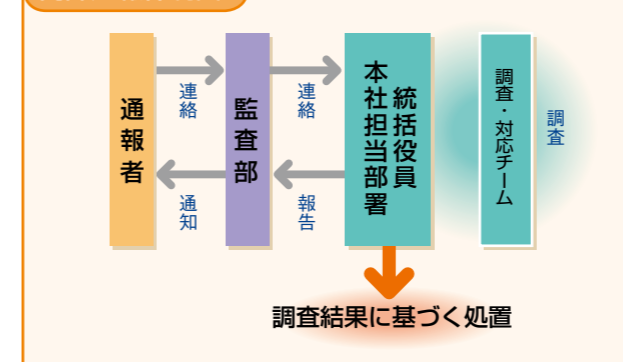 通報者
連絡
通知
監査部
連絡
報告
統括役員
本社担当部署
調査・対応チーム
調査
調査結果に基づく処置